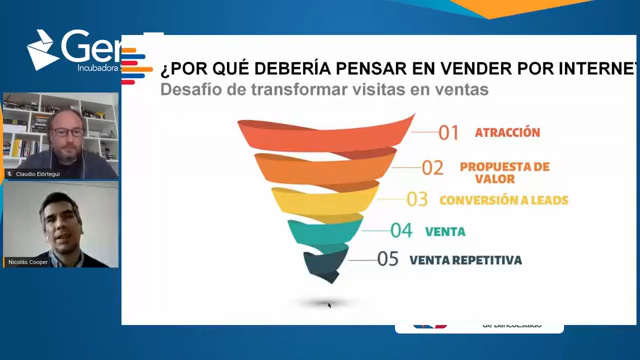 Ger
Incubadora
¿POR QUÉ DEBERÍA PENSAR EN VENDER POR INTERNET
Desafío de transformar visitas en ventas
01 ATRACCIÓN
02 PROPUESTA DE
VALOR
03 CONVERSIÓN A LEADS
04 VENTA
05 VENTA REPETITIVA
Claudio Elórtegui
Nicolás Cooper
de BancoEstado